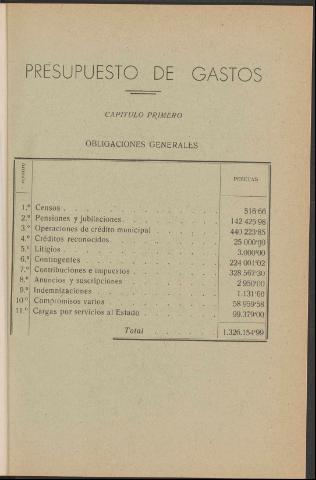 PRESUPUESTO DE GASTOS
CAPITULO PRIMERO
OBLIGACIONES GENERALES
PESETAS
1.º Censos 516'66
2.º Pensiones y jubilaciones 142 425'98
3.º Operaciones de crédito municipal 440 223'85
4.º Créditos reconocidos 25 000'00
5.º Litigios 3.000'00
6.º Contingentes 224 001'02
7.º Contribuciones e impuestos 328 567'30
8.º Anuncios y suscripciones 2 950'00
9.º Indemnizaciones 1.131'60
10.º Compromisos varios 58 959'58
11.º Cargas por servicios al Estado 99.379'00
Total 1.326.154'99